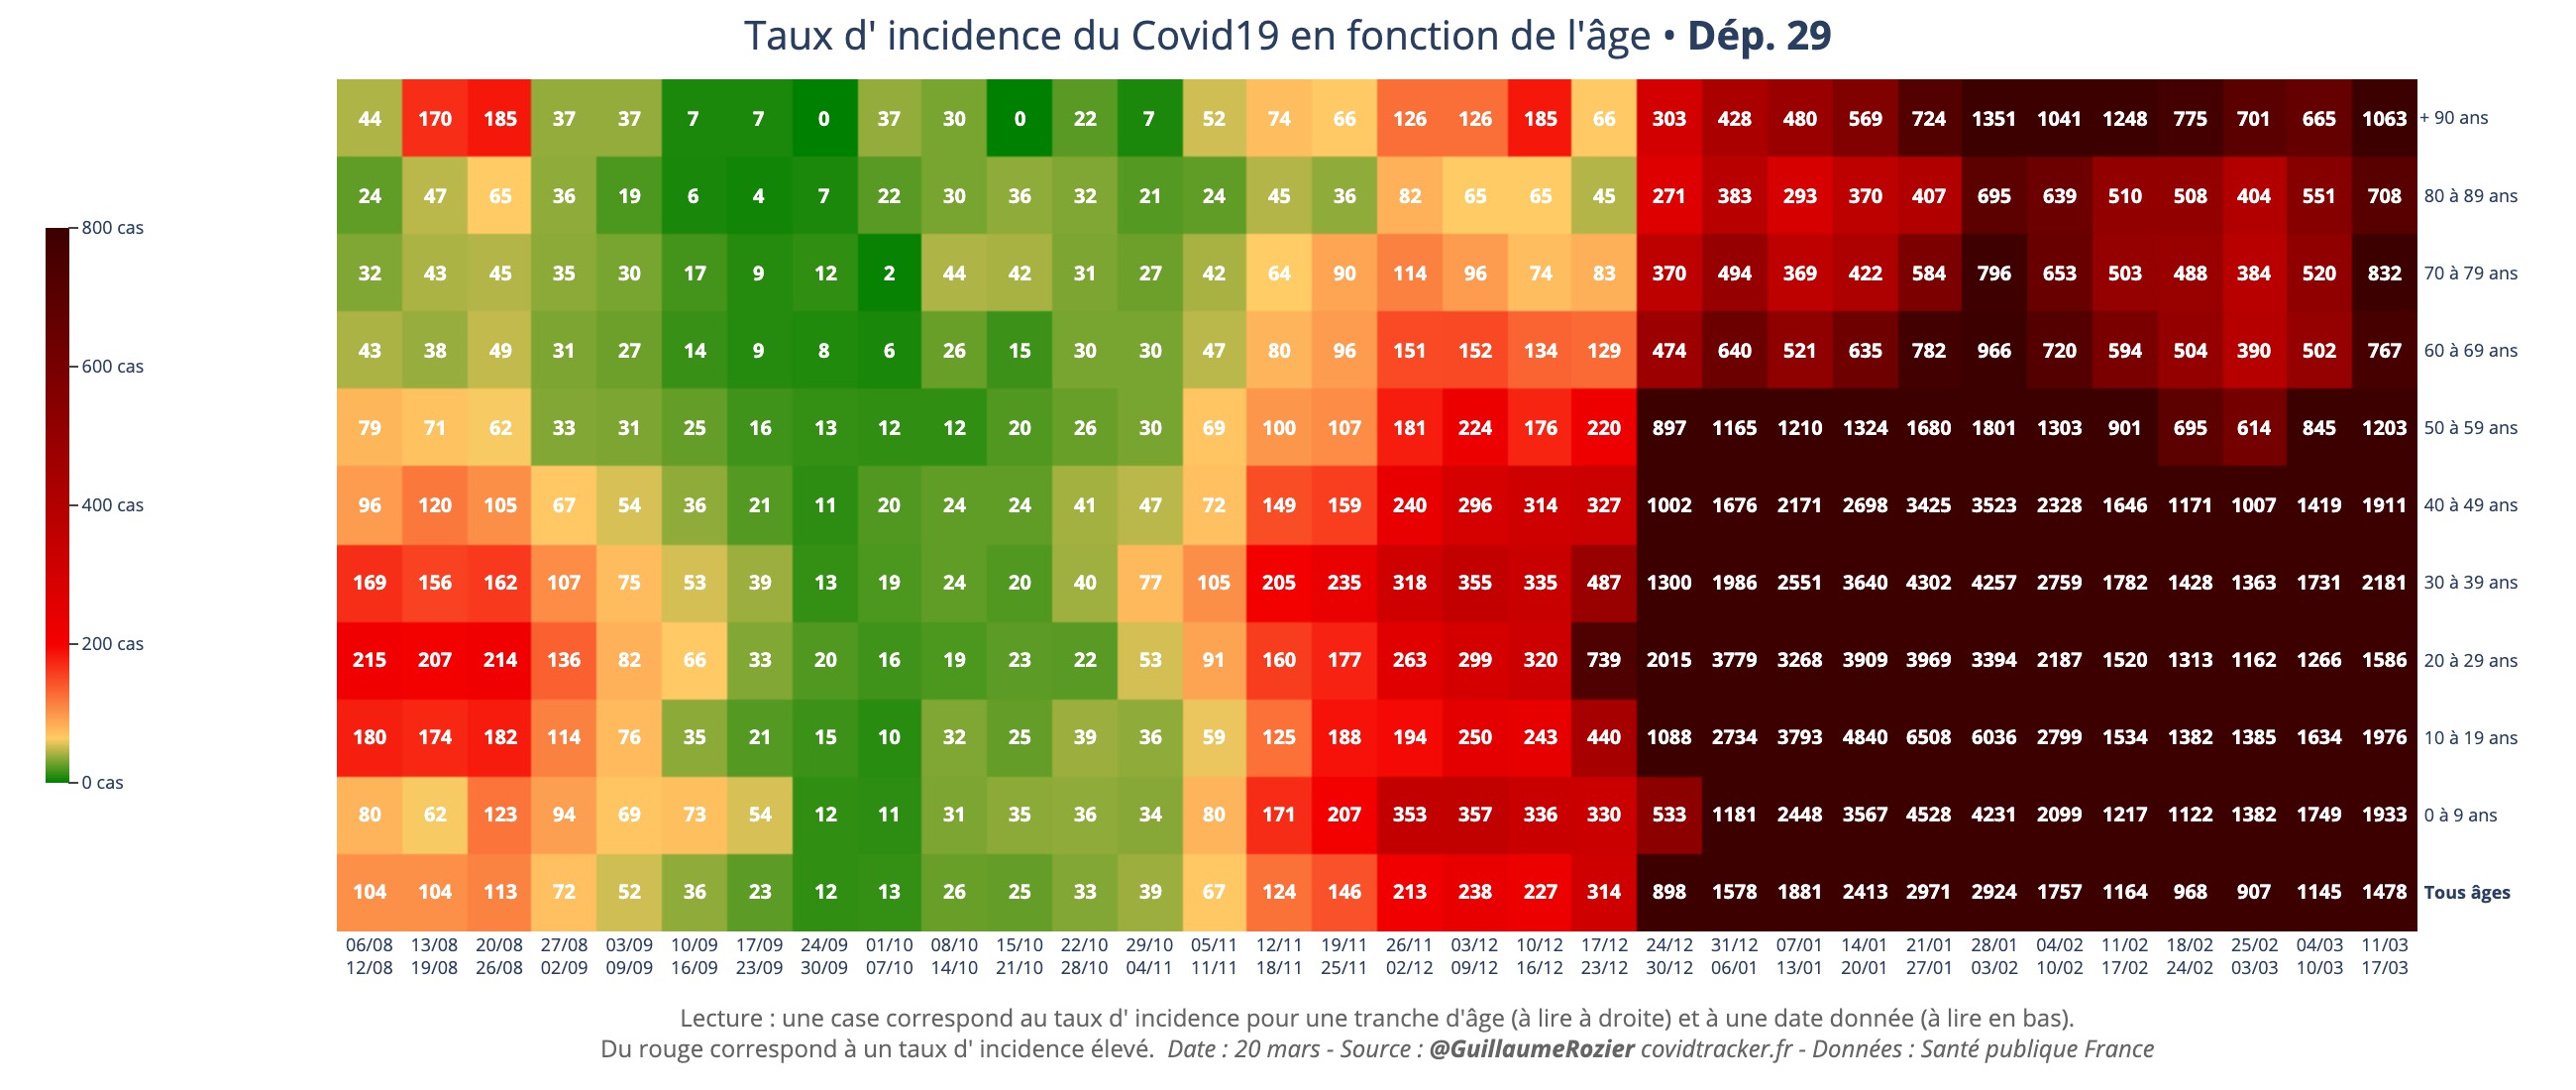 Taux d' incidence du Covid19 en fonction de l'âge • Dép. 29
44 170 185 37 37 7 7 0 37 30 0 22 7 52 74 66 126 126 185 66 303 428 480 569 724 1351 1041 1248 775 701 665 1063 + 90 ans
24 47 65 36 19 6 4 7 22 30 36 32 21 24 45 36 82 65 65 45 271 383 293 370 407 695 639 510 508 404 551 708 80 à 89 ans
800 cas
32 43 45 35 30 17 9 12 2 44 42 31 27 42 64 90 114 96 74 83 370 494 369 422 584 796 653 503 488 384 520 832 70 à 79 ans
43 38 49 31 27 14 9 8 6 26 15 30 30 47 80 96 151 152 134 129 474 640 521 635 782 966 720 594 504 390 502 767 60 à 69 ans
600 cas
79 71 62 33 31 25 16 13 12 12 20 26 30 69 100 107 181 224 176 220 897 1165 1210 1324 1680 1801 1303 901 695 614 845 1203 50 à 59 ans
400 cas
96 120 105 67 54 36 21 11 20 24 24 41 47 72 149 159 240 296 314 327 1002 1676 2171 2698 3425 3523 2328 1646 1171 1007 1419 1911 40 à 49 ans
169 156 162 107 75 53 39 13 19 24 20 40 77 105 205 235 318 355 335 487 1300 1986 2551 3640 4302 4257 2759 1782 1428 1363 1731 2181 30 à 39 ans
200 cas
215 207 214 136 82 66 33 20 16 19 23 22 53 91 160 177 263 299 320 739 2015 3779 3268 3909 3969 3394 2187 1520 1313 1162 1266 1586 20 à 29 ans
180 174 182 114 76 35 21 15 10 32 25 39 36 59 125 188 194 250 243 440 1088 2734 3793 4840 6508 6036 2799 1534 1382 1385 1634 1976 10 à 19 ans
0 cas
80 62 123 94 69 73 54 12 11 31 35 36 34 80 171 207 353 357 336 330 533 1181 2448 3567 4528 4231 2099 1217 1122 1382 1749 1933 0 à 9 ans
104 104 113 72 52 36 23 12 13 26 25 33 39 67 124 146 213 238 227 314 898 1578 1881 2413 2971 2924 1757 1164 968 907 1145 1478 Tous âges
06/08 13/08 20/08 27/08 03/09 10/09 17/09 24/09 01/10 08/10 15/10 22/10 29/10 05/11 12/11 19/11 26/11 03/12 10/12 17/12 24/12 31/12 07/01 14/01 21/01 28/01 04/02 11/02 18/02 25/02 04/03 11/03
12/08 19/08 26/08 02/09 09/09 16/09 23/09 30/09 07/10 14/10 21/10 28/10 04/11 11/11 18/11 25/11 02/12 09/12 16/12 23/12 30/12 06/01 13/01 20/01 27/01 03/02 10/02 17/02 24/02 03/03 10/03 17/03
Lecture : une case correspond au taux d' incidence pour une tranche d'âge (à lire à droite) et à une date donnée (à lire en bas).
Du rouge correspond à un taux d' incidence élevé. Date : 20 mars - Source : @GuillaumeRozier covidtracker.fr - Données : Santé publique France